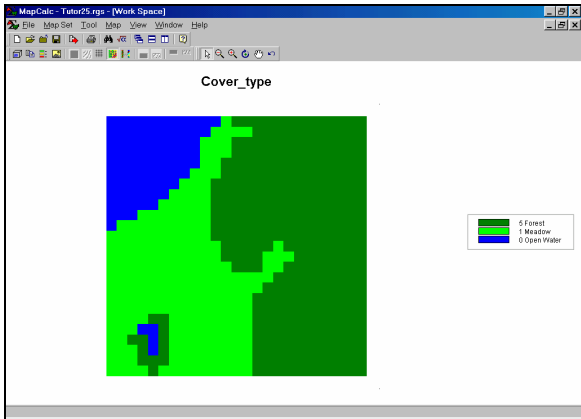 MapCalc - Tutor25.rgs - [Work Space]
File Map Set Tool Map View Window Help
Cover_type
5 Forest
1 Meadow
0 Open Water